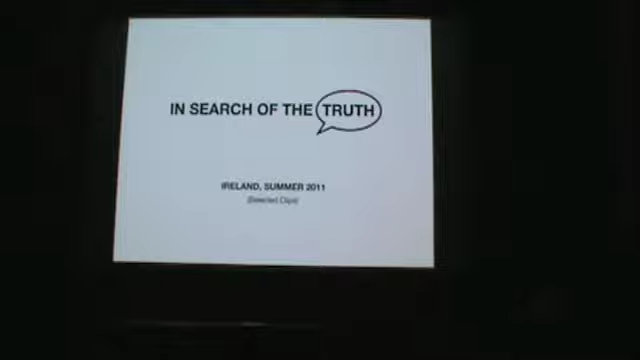 IN SEARCH OF THE TRUTH
IRELAND, SUMMER 2011
(Selected Clips)